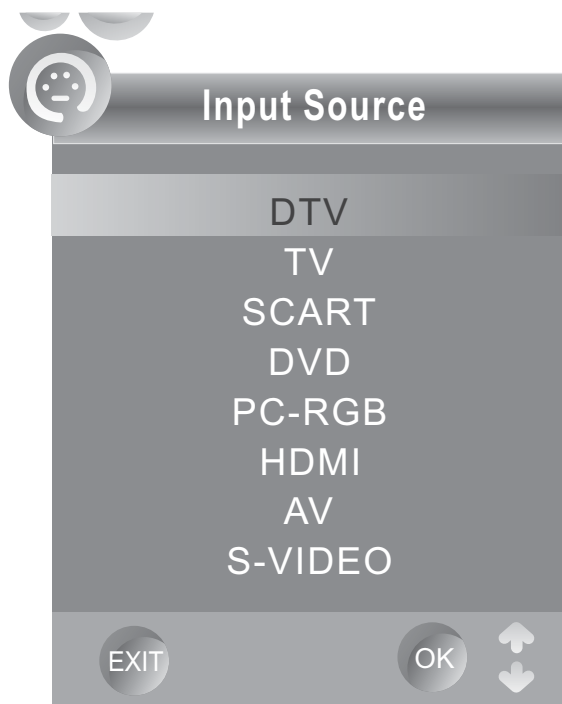 Input Source
DTV
TV
SCART
DVD
PC-RGB
HDMI
AV
S-VIDEO
EXIT OK